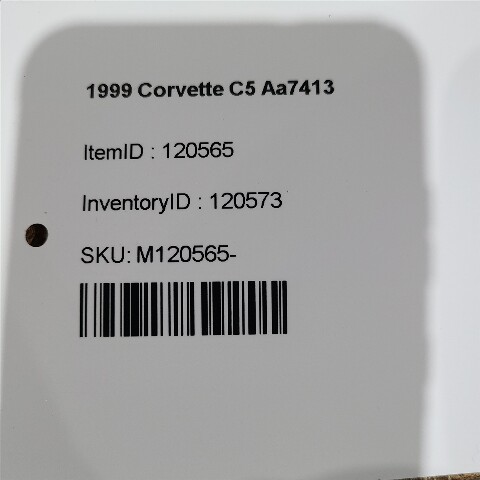 1999 Corvette C5 Aa7413
ItemID : 120565
InventoryID : 120573
SKU: M120565-